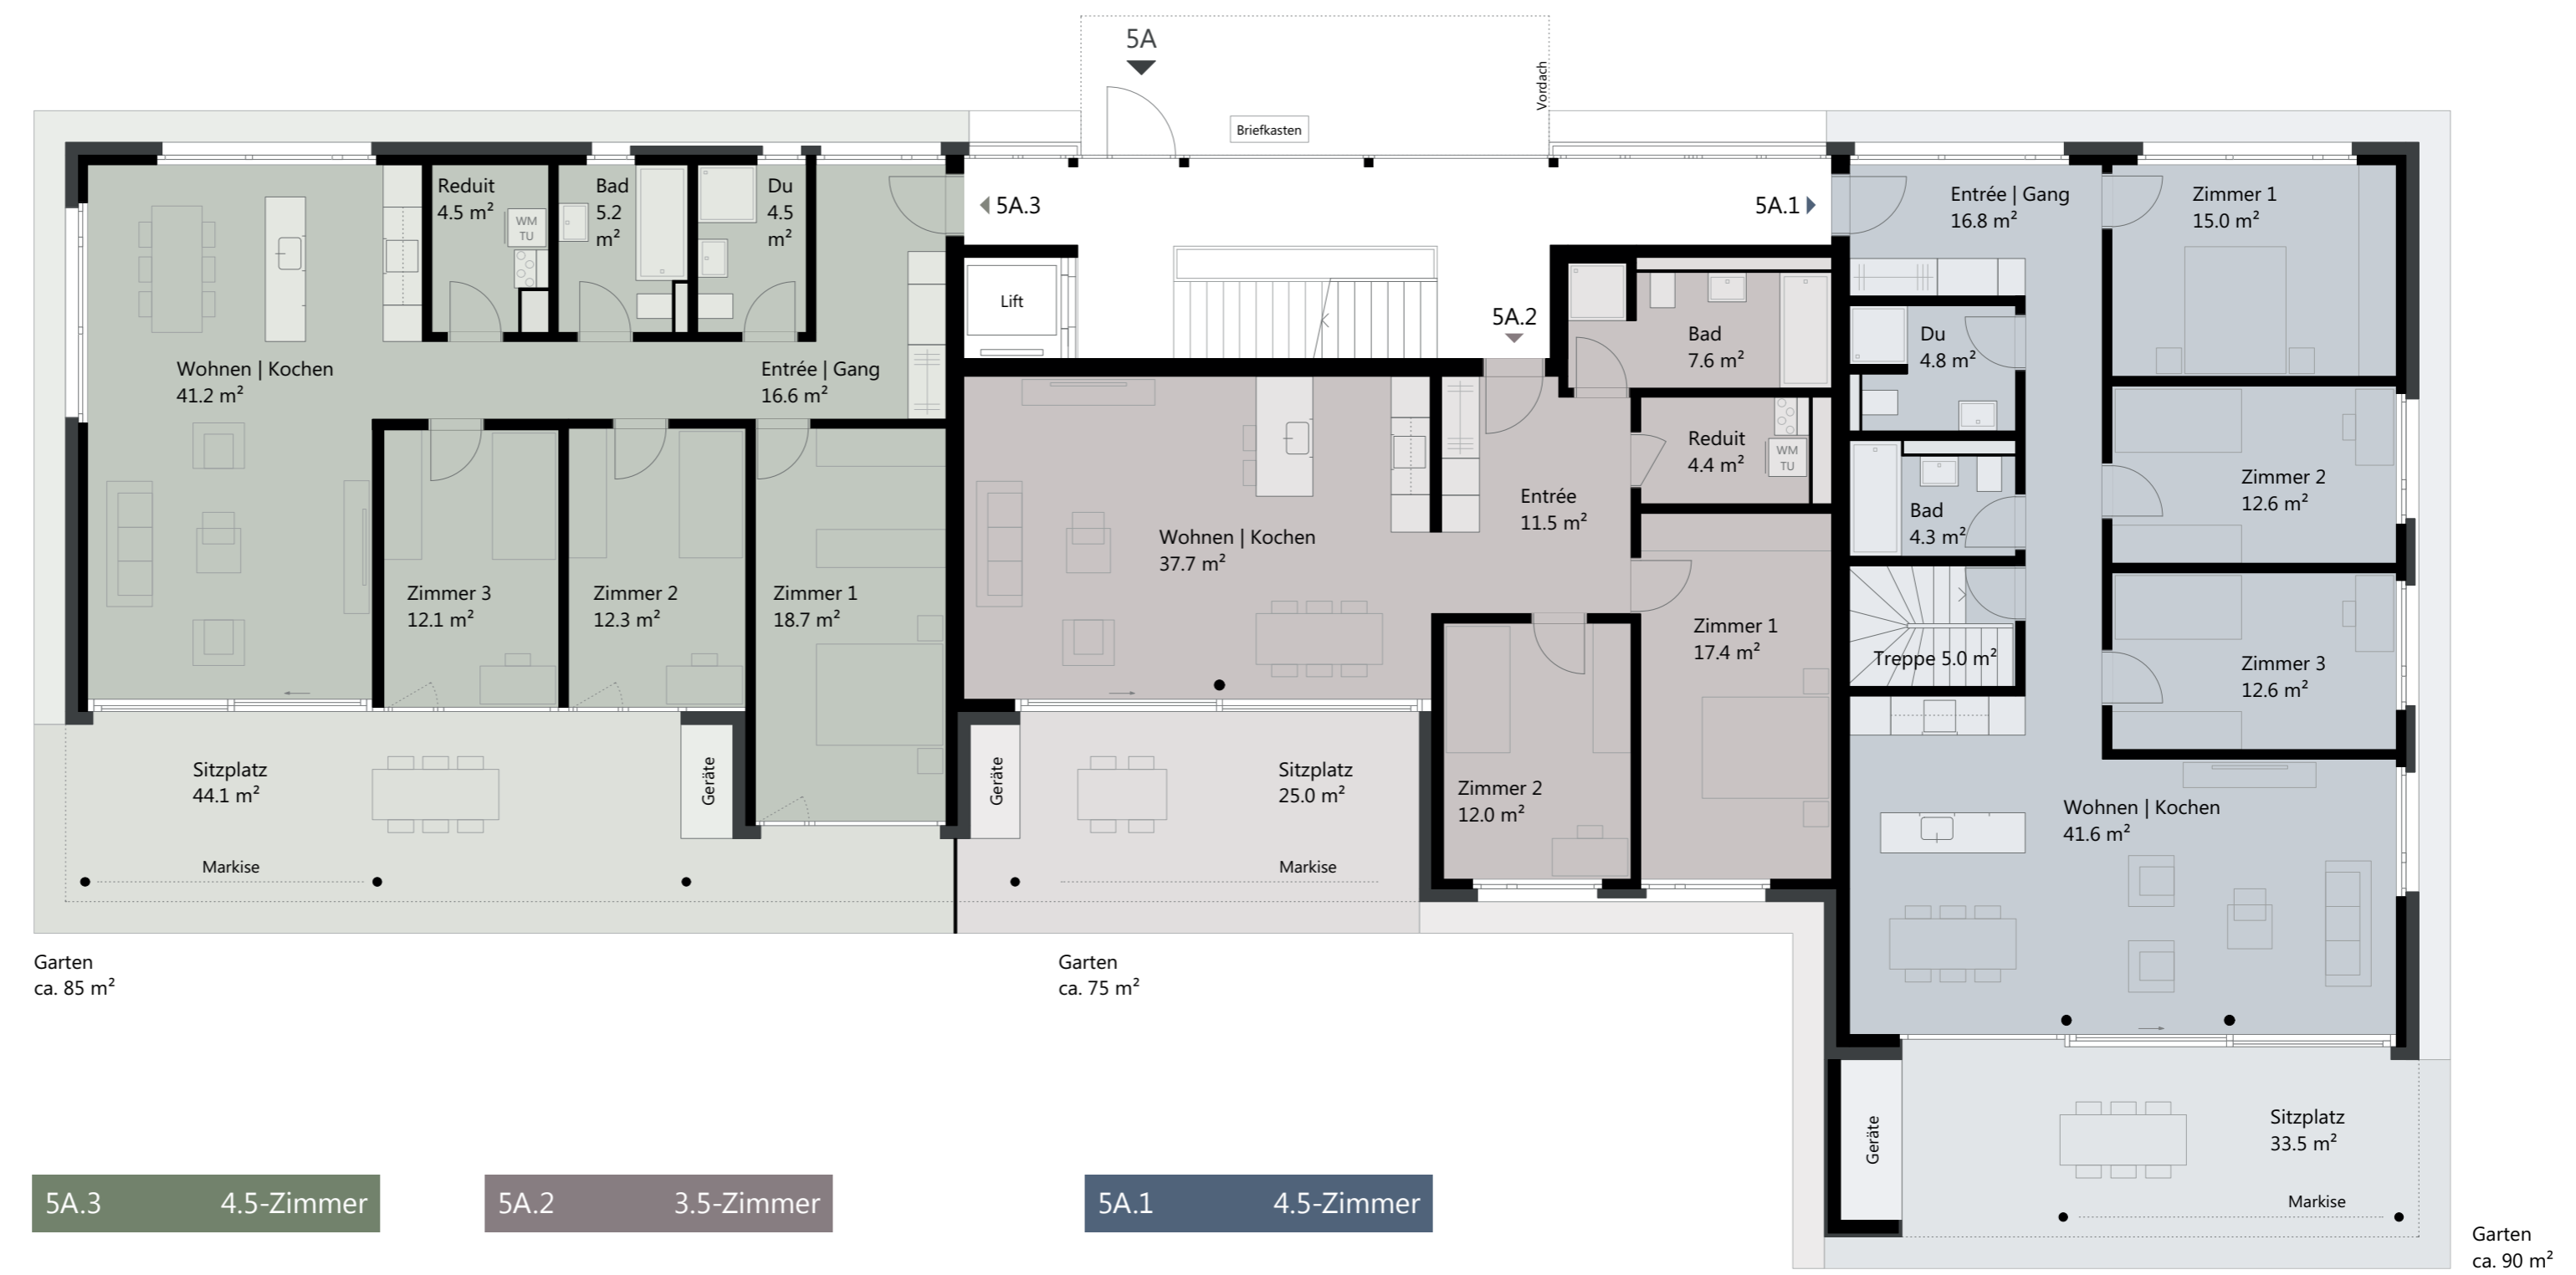 5A
Vordach
Briefkasten
5A.3
5A.1
Lift
5A.2
Reduit
4.5 m²
WM
TU
Bad
5.2
m²
Du
4.5
m²
Wohnen | Kochen
41.2 m²
Entrée | Gang
16.6 m²
Zimmer 3
12.1 m²
Zimmer 2
12.3 m²
Zimmer 1
18.7 m²
Sitzplatz
44.1 m²
Geräte
Markise
Garten
ca. 85 m²
Bad
7.6 m²
Reduit
4.4 m²
WM
TU
Entrée
11.5 m²
Wohnen | Kochen
37.7 m²
Zimmer 1
17.4 m²
Zimmer 2
12.0 m²
Geräte
Sitzplatz
25.0 m²
Markise
Garten
ca. 75 m²
Entrée | Gang
16.8 m²
Zimmer 1
15.0 m²
Du
4.8 m²
Zimmer 2
12.6 m²
Bad
4.3 m²
Treppe 5.0 m²
Zimmer 3
12.6 m²
Wohnen | Kochen
41.6 m²
Geräte
Sitzplatz
33.5 m²
Markise
Garten
ca. 90 m²
5A.3 4.5-Zimmer
5A.2 3.5-Zimmer
5A.1 4.5-Zimmer